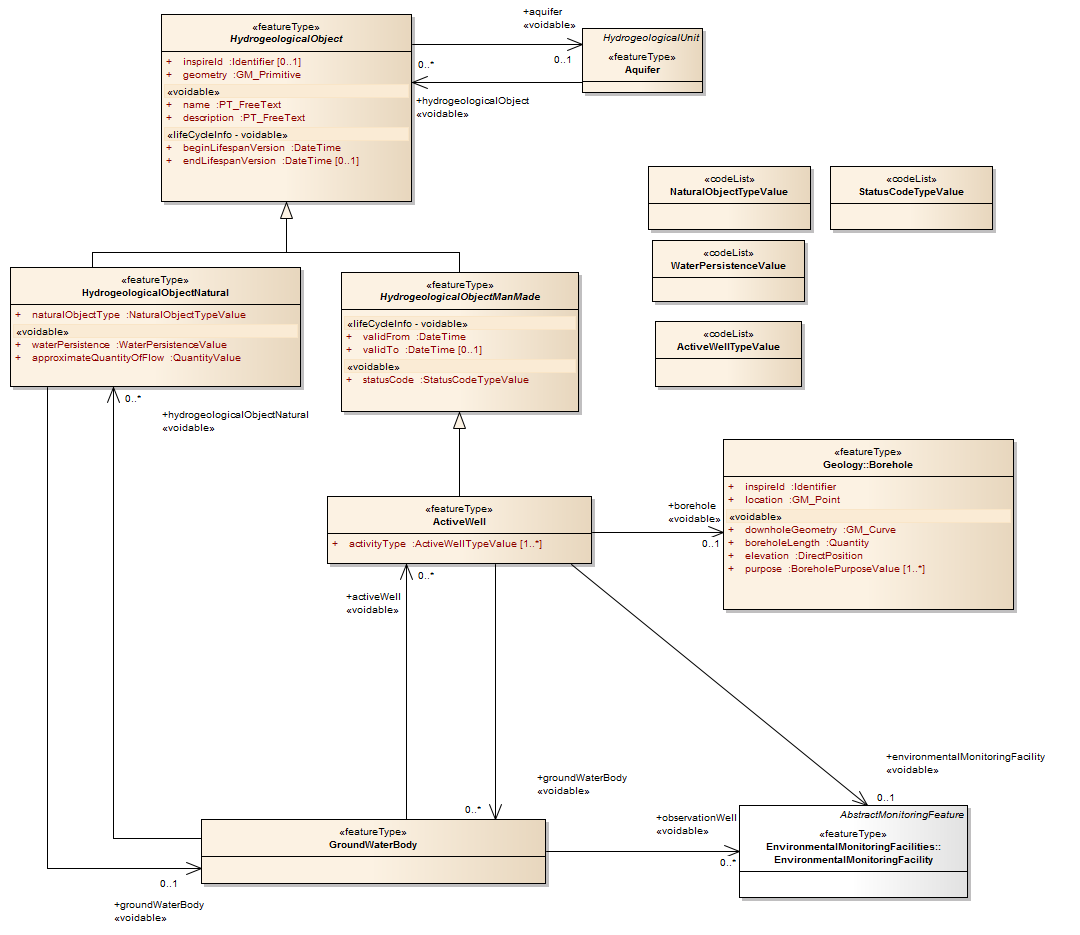 «featureType»
HydrogeologicalObject
+ inspireId :Identifier [0..1]
+ geometry :GM_Primitive
«voidable»
+ name :PT_FreeText
+ description :PT_FreeText
«lifeCycleInfo - voidable»
+ beginLifespanVersion :DateTime
+ endLifespanVersion :DateTime [0..1]
+aquifer
«voidable»
0..1
0..*
+hydrogeologicalObject
«voidable»
HydrogeologicalUnit
«featureType»
Aquifer
«codeList»
NaturalObjectTypeValue
«codeList»
StatusCodeTypeValue
«codeList»
WaterPersistenceValue
«codeList»
ActiveWellTypeValue
«featureType»
HydrogeologicalObjectNatural
+ naturalObjectType :NaturalObjectTypeValue
«voidable»
+ waterPersistence :WaterPersistenceValue
+ approximateQuantityOfFlow :QuantityValue
«featureType»
HydrogeologicalObjectManMade
«lifeCycleInfo - voidable»
+ validFrom :DateTime
+ validTo :DateTime [0..1]
«voidable»
+ statusCode :StatusCodeTypeValue
0..*
+hydrogeologicalObjectNatural
«voidable»
«featureType»
ActiveWell
+ activityType :ActiveWellTypeValue [1..*]
+borehole
«voidable»
0..1
«featureType»
Geology::Borehole
+ inspireId :Identifier
+ location :GM_Point
«voidable»
+ downholeGeometry :GM_Curve
+ boreholeLength :Quantity
+ elevation :DirectPosition
+ purpose :BoreholePurposeValue [1..*]
0..*
+activeWell
«voidable»
+environmentalMonitoringFacility
«voidable»
0..1
+groundWaterBody
«voidable»
0..*
«featureType»
GroundWaterBody
+observationWell
«voidable»
0..*
AbstractMonitoringFeature
«featureType»
EnvironmentalMonitoringFacilities::
EnvironmentalMonitoringFacility
0..1
+groundWaterBody
«voidable»